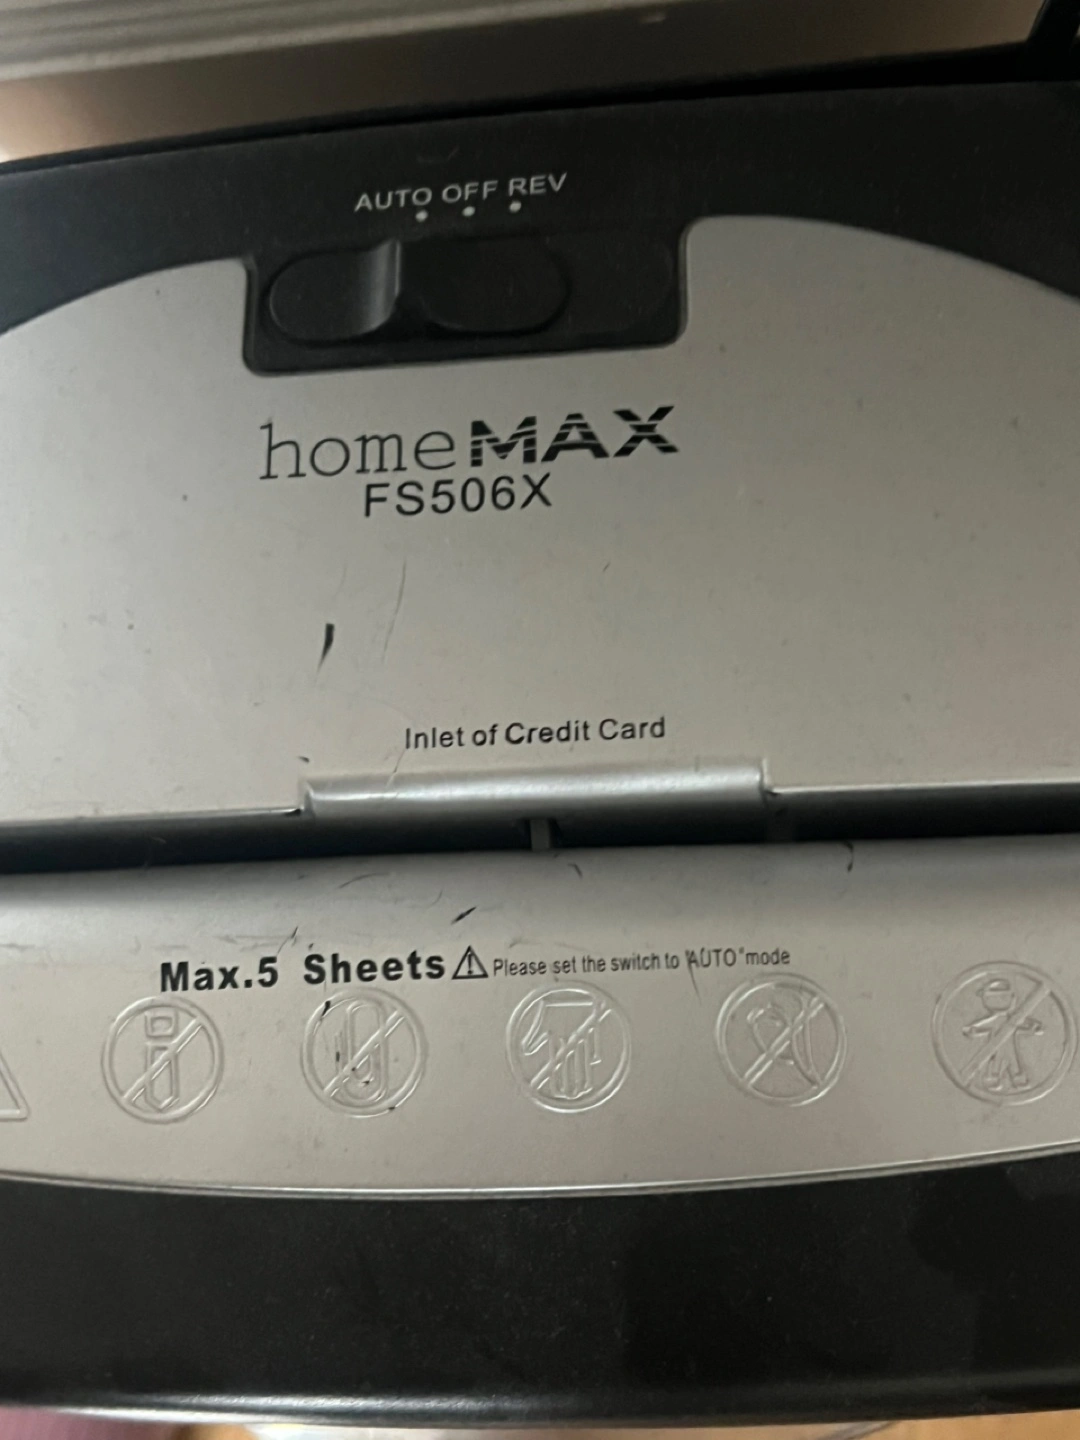 AUTO OFF REV
homeMAX
FS506X
Inlet of Credit Card
Max.5 Sheets Please set the switch to "AUTO" mode